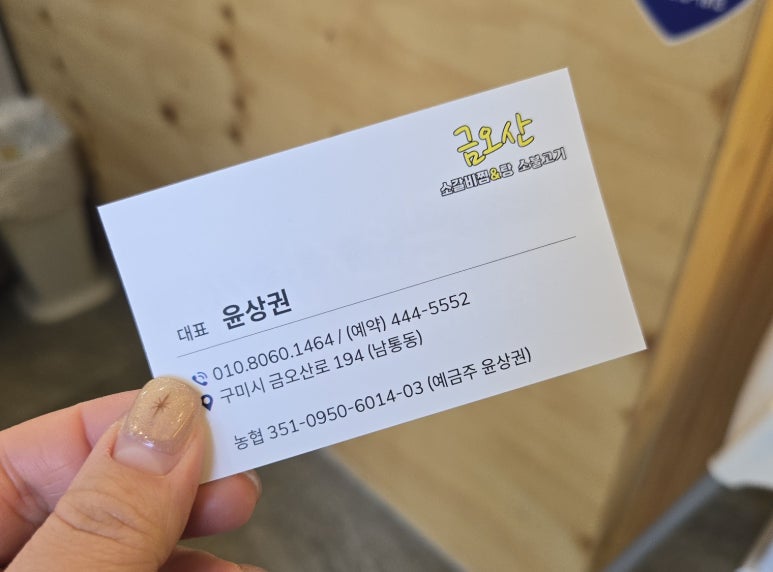 금오산
소갈비찜&탕 소불고기
대표 윤상권
010.8060.1464 / (예약) 444-5552
구미시 금오산로 194 (남통동)
농협 351-0950-6014-03 (예금주 윤상권)